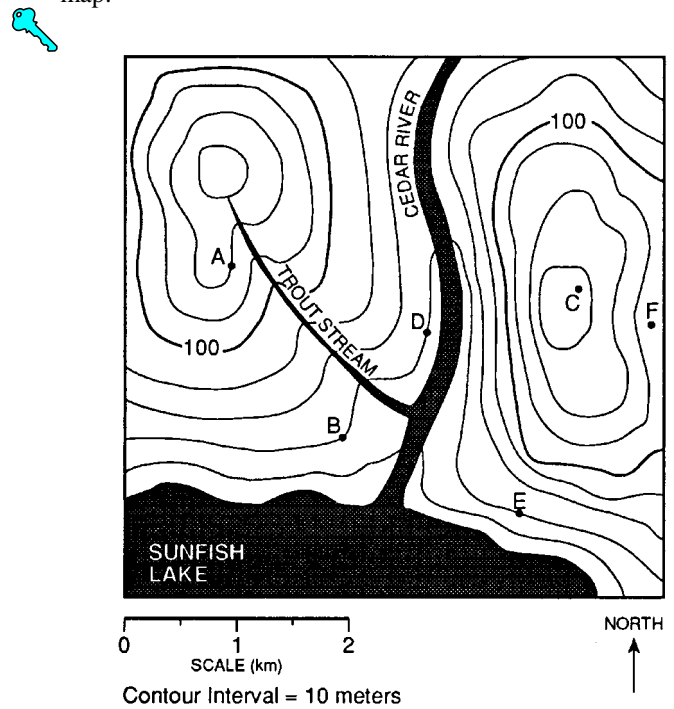 map.
CEDAR RIVER
100
A
TROUT STREAM
C
F
D
100
B
E
SUNFISH
LAKE
0 1 2
SCALE (km)
NORTH
Contour Interval = 10 meters